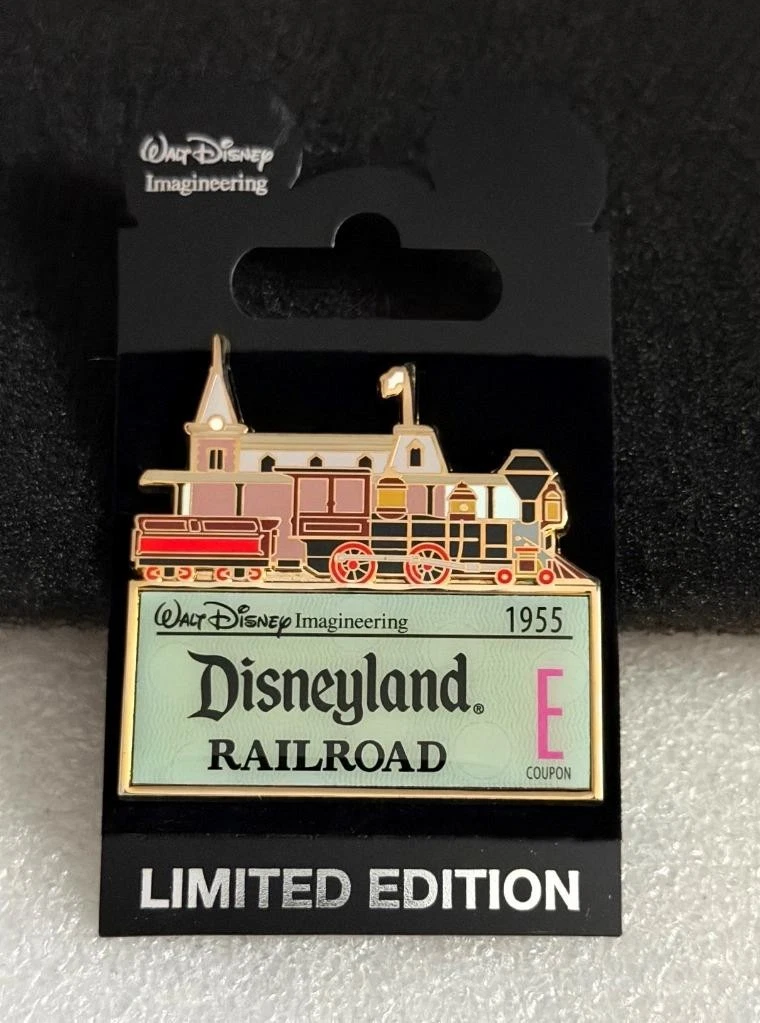 WALT DISNEY
Imagineering
WALT DISNEY Imagineering 1955
Disneyland®
RAILROAD
E
COUPON
LIMITED EDITION